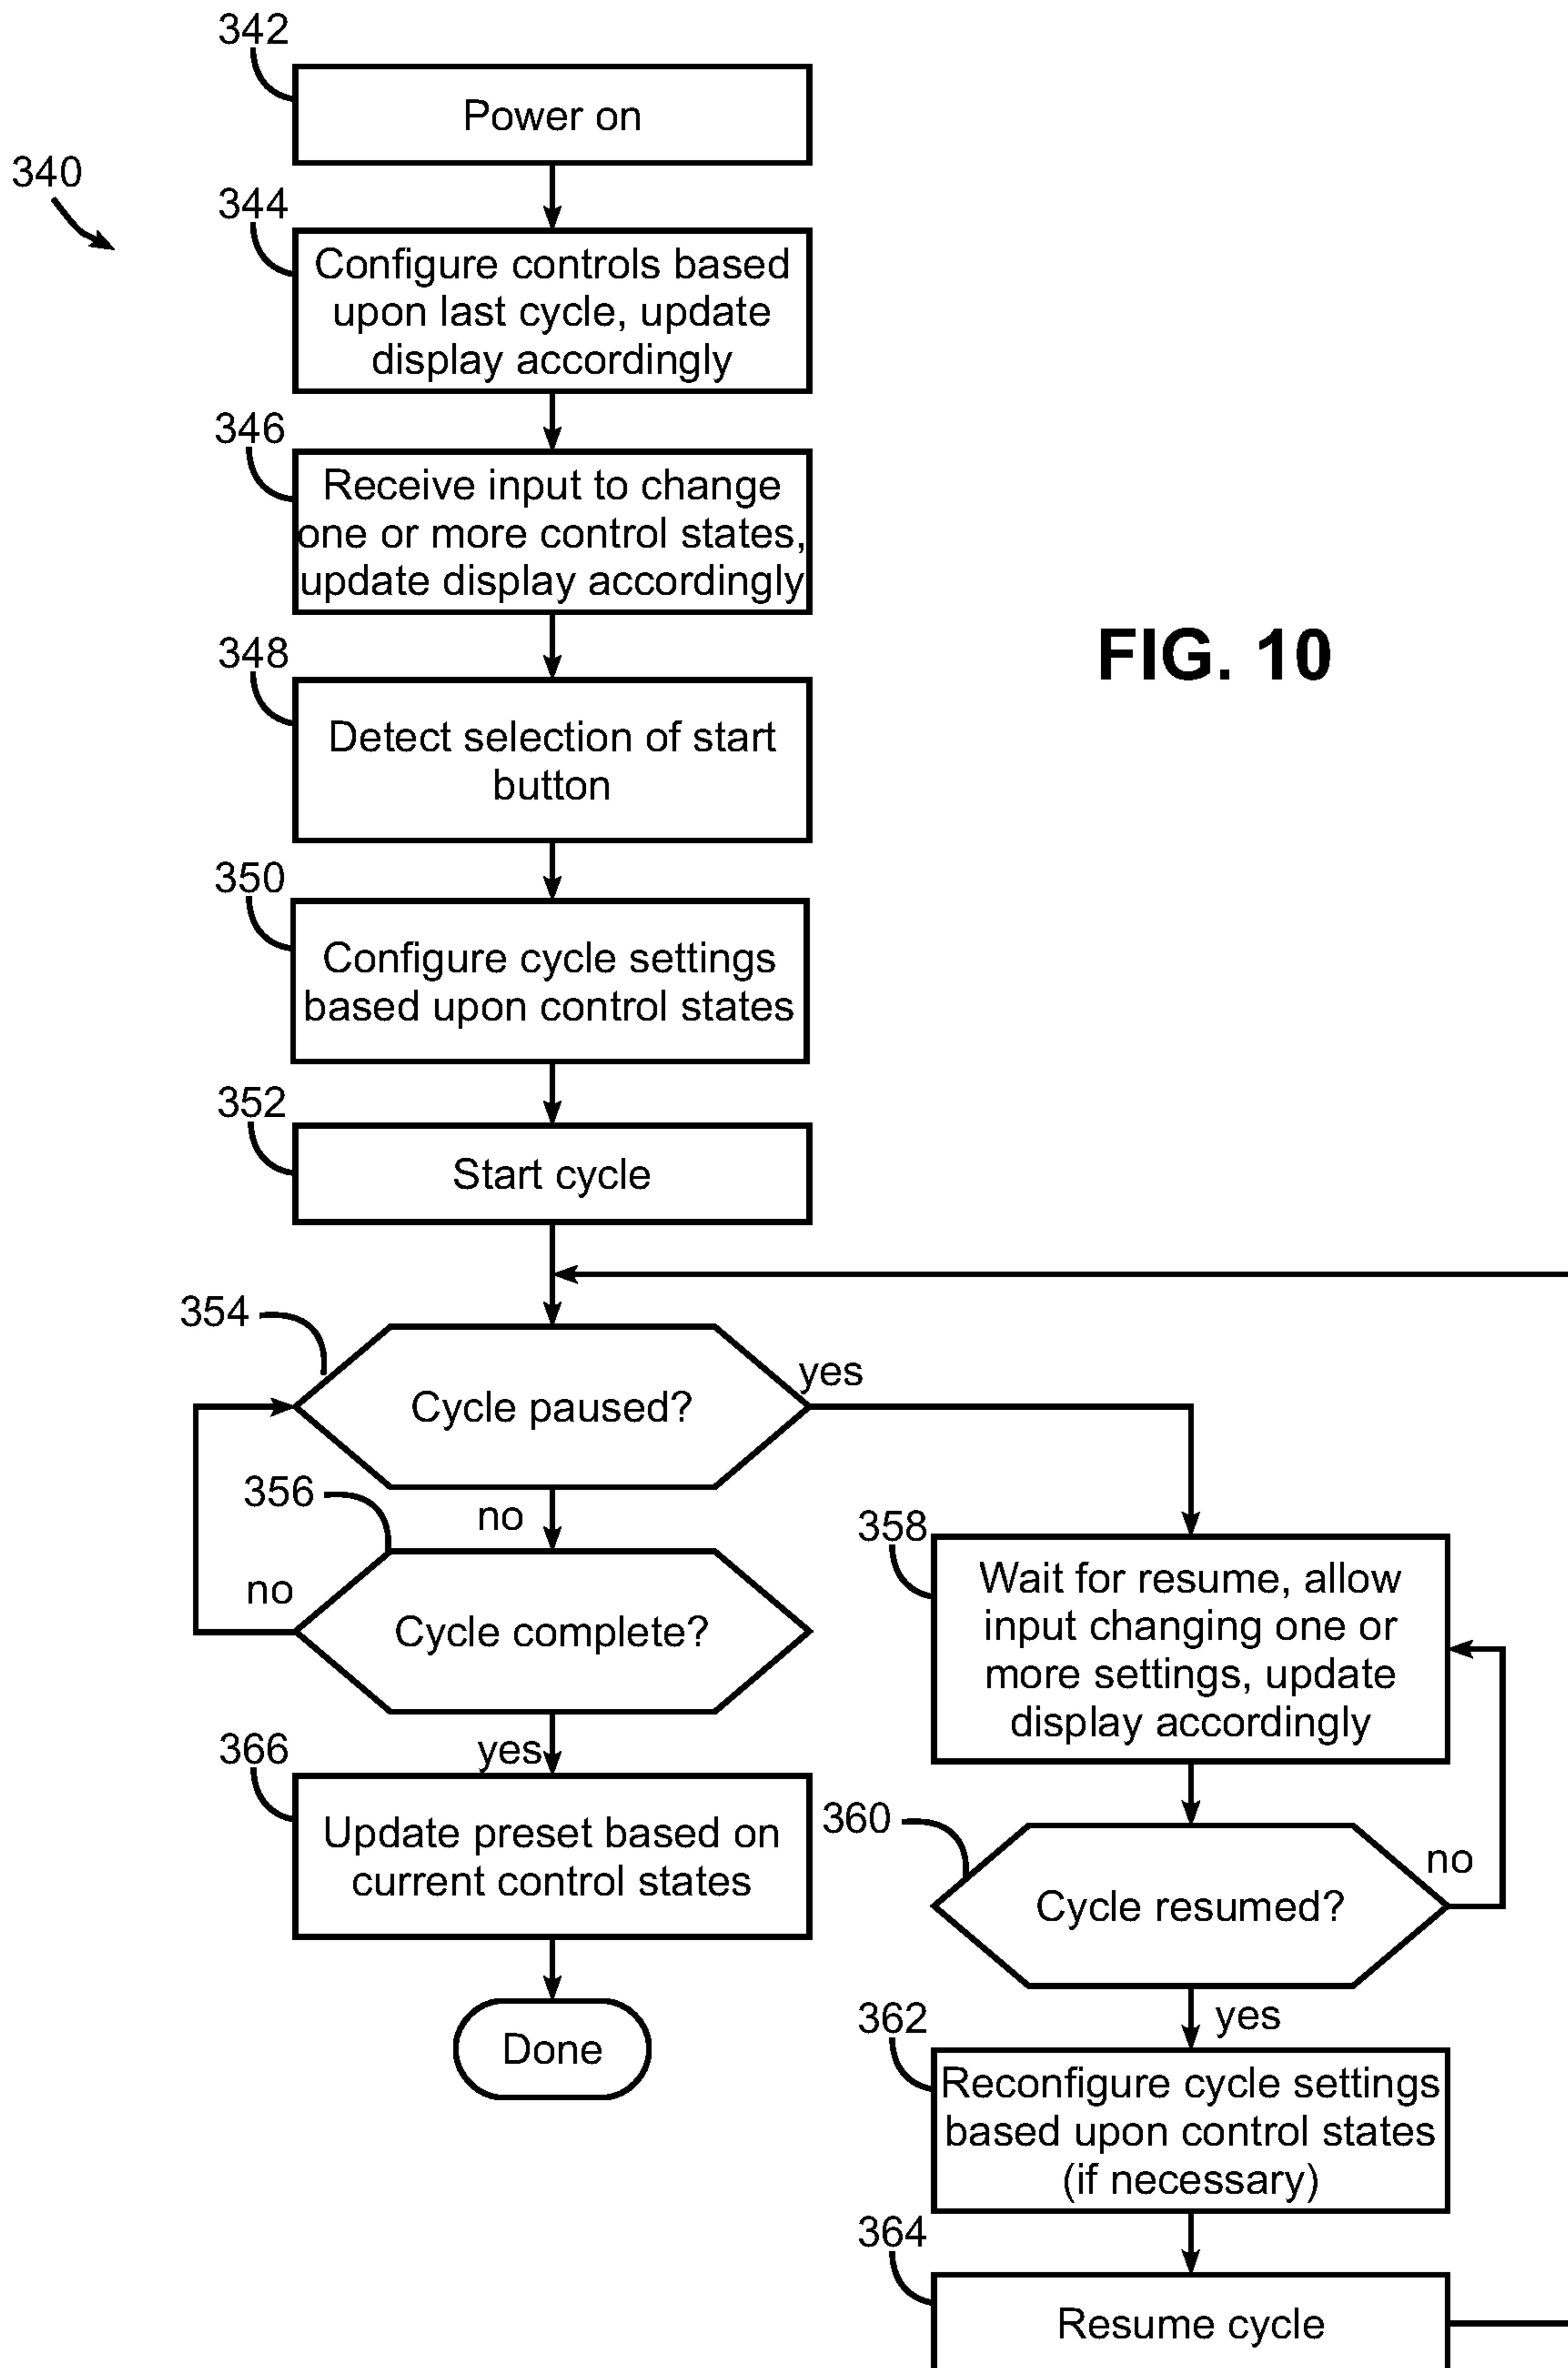 342
Power on
340
344
Configure controls based
upon last cycle, update
display accordingly
346
Receive input to change
one or more control states,
update display accordingly
FIG. 10
348
Detect selection of start
button
350
Configure cycle settings
based upon control states
352
Start cycle
354
Cycle paused?
yes
356
no
no
Cycle complete?
358
Wait for resume, allow
input changing one or
more settings, update
display accordingly
366
yes
Update preset based on
current control states
360
Cycle resumed?
no
Done
yes
362
Reconfigure cycle settings
based upon control states
(if necessary)
364
Resume cycle